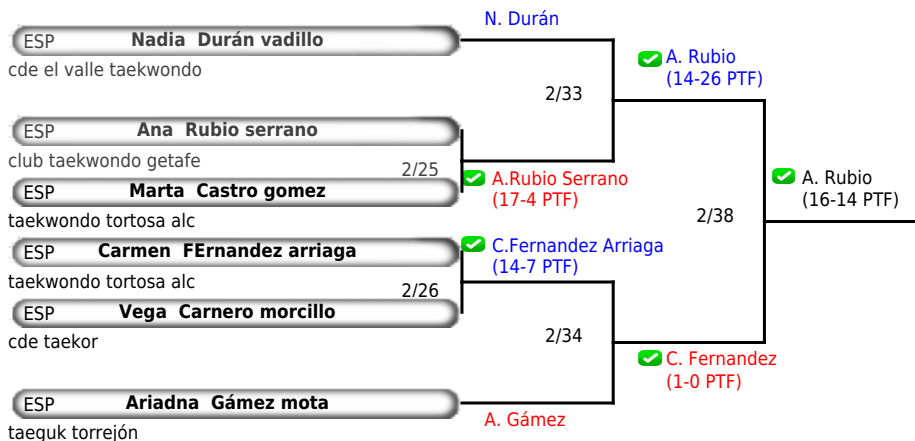 N. Durán
ESP Nadia Durán vadillo
cde el valle taekwondo
A. Rubio
(14-26 PTF)
2/33
ESP Ana Rubio serrano
club taekwondo getafe
2/25
A.Rubio Serrano
(17-4 PTF)
ESP Marta Castro gomez
taekwondo tortosa alc
A. Rubio
(16-14 PTF)
2/38
ESP Carmen FErnandez arriaga
taekwondo tortosa alc
C.Fernandez Arriaga
(14-7 PTF)
2/26
ESP Vega Carnero morcillo
cde taekor
2/34
C. Fernandez
(1-0 PTF)
ESP Ariadna Gámez mota
taeguk torrejón
A. Gámez